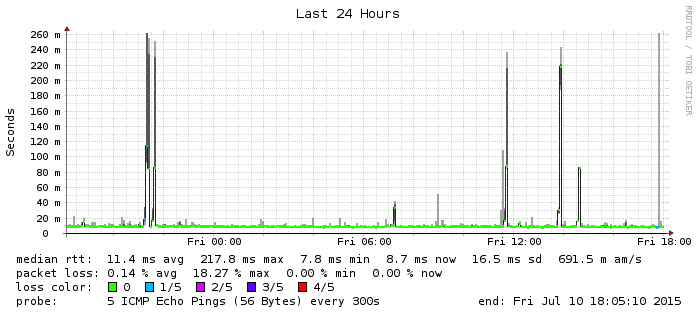 Last 24 Hours
RRDTOOL / TOBI OETIKER
Seconds
260 m
240 m
220 m
200 m
180 m
160 m
140 m
120 m
100 m
80 m
60 m
40 m
20 m
0
Fri 00:00 Fri 06:00 Fri 12:00 Fri 18:00
median rtt: 11.4 ms avg 217.8 ms max 7.8 ms min 8.7 ms now 16.5 ms sd 691.5 m am/s
packet loss: 0.14 % avg 18.27 % max 0.00 % min 0.00 % now
loss color: 0 1/5 2/5 3/5 4/5
probe: 5 ICMP Echo Pings (56 Bytes) every 300s end: Fri Jul 10 18:05:10 2015